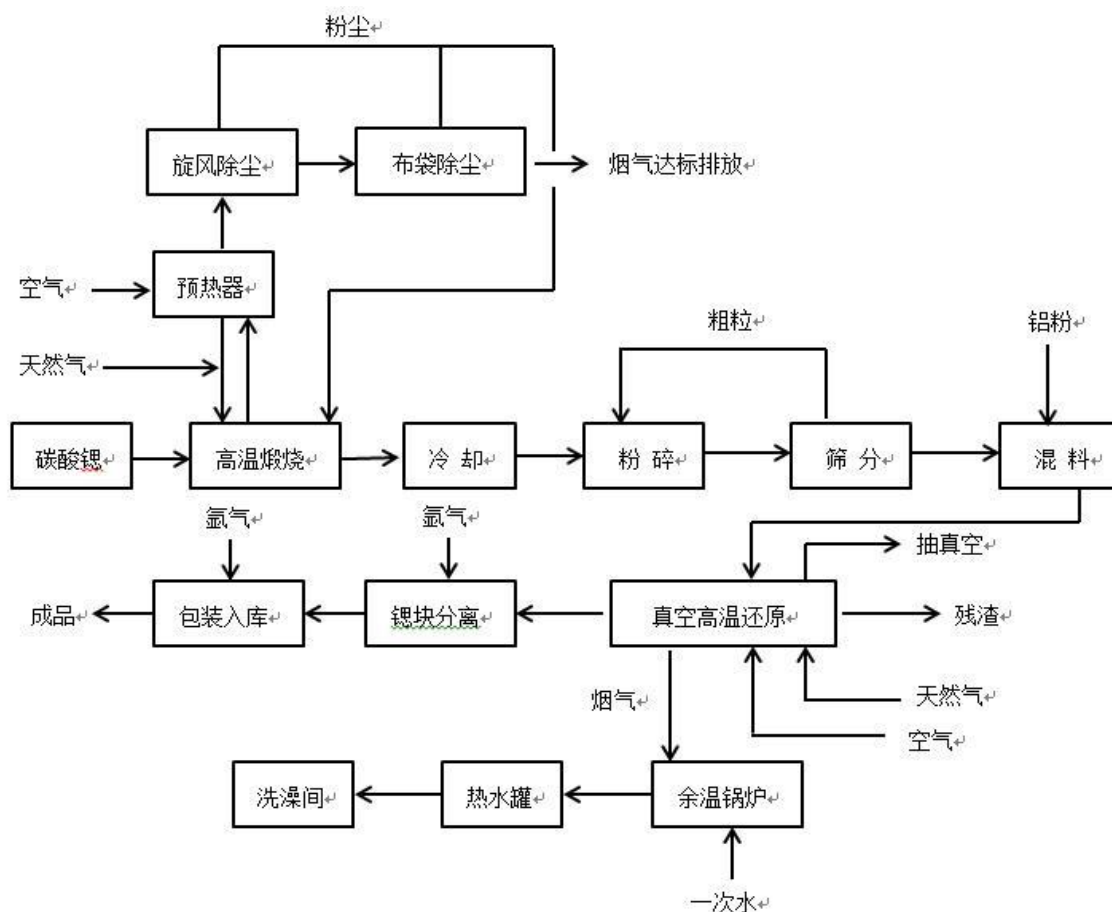 粉尘
旋风除尘
布袋除尘
烟气达标排放
空气
预热器
天然气
粗粒
铝粉
碳酸锶
高温煅烧
冷 却
粉 碎
筛 分
混 料
氩气
氩气
抽真空
成品
包装入库
锶块分离
真空高温还原
残渣
烟气
天然气
空气
洗澡间
热水罐
余温锅炉
一次水